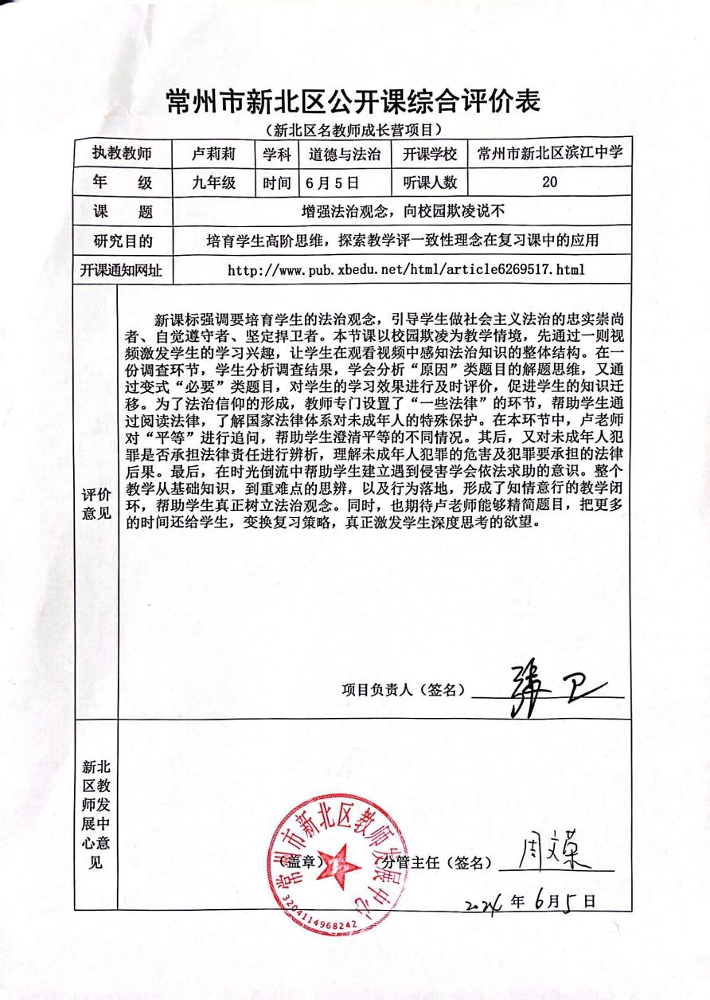 常州市新北区公开课综合评价表
（新北区名教师成长营项目）
执教教师 卢莉莉 学科 道德与法治 开课学校 常州市新北区滨江中学
年 级 九年级 时间 6月5日 听课人数 20
课 题 增强法治观念，向校园欺凌说不
研究目的 培育学生高阶思维，探索教学评一致性理念在复习课中的应用
开课通知网址 http://www.pub.xbedu.net/html/article6269517.html
新课标强调要培育学生的法治观念，引导学生做社会主义法治的忠实崇尚
者、自觉遵守者、坚定捍卫者。本节课以校园欺凌为教学情境，先通过一则视
频激发学生的学习兴趣，让学生在观看视频中感知法治知识的整体结构。在一
份调查环节，学生分析调查结果，学会分析“原因”类题目的解题思维，又通
过变式“必要”类题目，对学生的学习效果进行及时评价，促进学生的知识迁
移。为了法治信仰的形成，教师专门设置了“一些法律”的环节，帮助学生通
过阅读法律，了解国家法律体系对未成年人的特殊保护。在本环节中，卢老师
对“平等”进行追问，帮助学生澄清平等的不同情况。其后，又对未成年人犯
罪是否承担法律责任进行辨析，理解未成年人犯罪的危害及犯罪要承担的法律
后果。最后，在时光倒流中帮助学生建立遇到侵害学会依法求助的意识。整个
教学从基础知识，到重难点的思辨，以及行为落地，形成了知情意行的教学闭
环，帮助学生真正树立法治观念。同时，也期待卢老师能够精简题目，把更多
的时间还给学生，变换复习策略，真正激发学生深度思考的欲望。
评价
意见
项目负责人（签名） 張卫
新北
区教
师发
展中
心意
见
常州市新北区教师发展中心
（盖章） 分管主任（签名） 周文荣
2024年6月5日
3204114968242